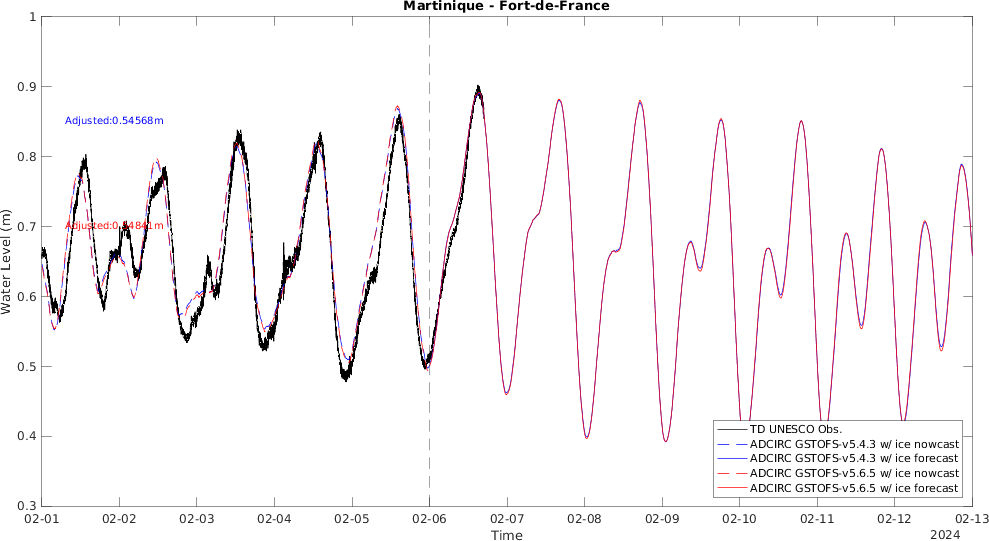 Martinique - Fort-de-France
Water Level (m)
1
0.9
0.8
0.7
0.6
0.5
0.4
0.3
Adjusted:0.54568m
TD UNESCO Obs.
ADCIRC GSTOFS-v5.4.3 w/ ice nowcast
ADCIRC GSTOFS-v5.4.3 w/ ice forecast
ADCIRC GSTOFS-v5.6.5 w/ ice nowcast
ADCIRC GSTOFS-v5.6.5 w/ ice forecast
02-01 02-02 02-03 02-04 02-05 02-06 02-07 02-08 02-09 02-10 02-11 02-12 02-13
Time
2024